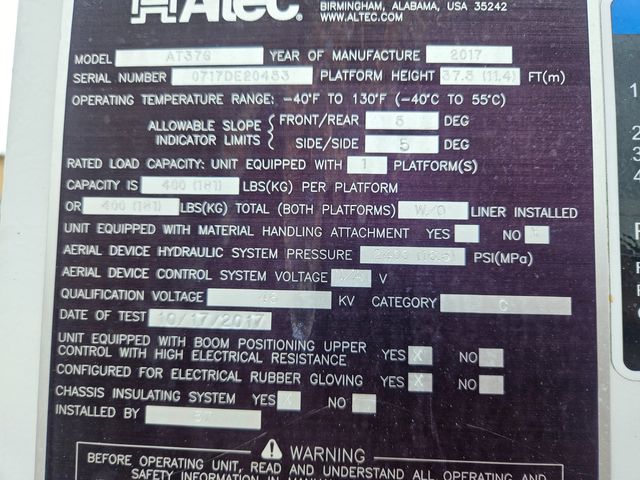 Altec
BIRMINGHAM, ALABAMA, USA 35242
WWW.ALTEC.COM
MODEL AT37G YEAR OF MANUFACTURE 2017
SERIAL NUMBER 0717DE20453 PLATFORM HEIGHT 37.5 (11.4) FT(m)
OPERATING TEMPERATURE RANGE: -40°F TO 130°F (-40°C TO 55°C)
ALLOWABLE SLOPE INDICATOR LIMITS FRONT/REAR 5 DEG
SIDE/SIDE 5 DEG
RATED LOAD CAPACITY: UNIT EQUIPPED WITH 1 PLATFORM(S)
CAPACITY IS 400 (181) LBS(KG) PER PLATFORM
OR 400 (181) LBS(KG) TOTAL (BOTH PLATFORMS) W/O LINER INSTALLED
UNIT EQUIPPED WITH MATERIAL HANDLING ATTACHMENT YES NO X
AERIAL DEVICE HYDRAULIC SYSTEM PRESSURE PSI(MPa)
AERIAL DEVICE CONTROL SYSTEM VOLTAGE V
QUALIFICATION VOLTAGE 46 KV CATEGORY C
DATE OF TEST 10/17/2017
UNIT EQUIPPED WITH BOOM POSITIONING UPPER
CONTROL WITH HIGH ELECTRICAL RESISTANCE YES X NO
CONFIGURED FOR ELECTRICAL RUBBER GLOVING YES X NO
CHASSIS INSULATING SYSTEM YES X NO
INSTALLED BY
WARNING
BEFORE OPERATING UNIT, READ AND UNDERSTAND ALL OPERATING AND
SAFETY INFORMATION IN